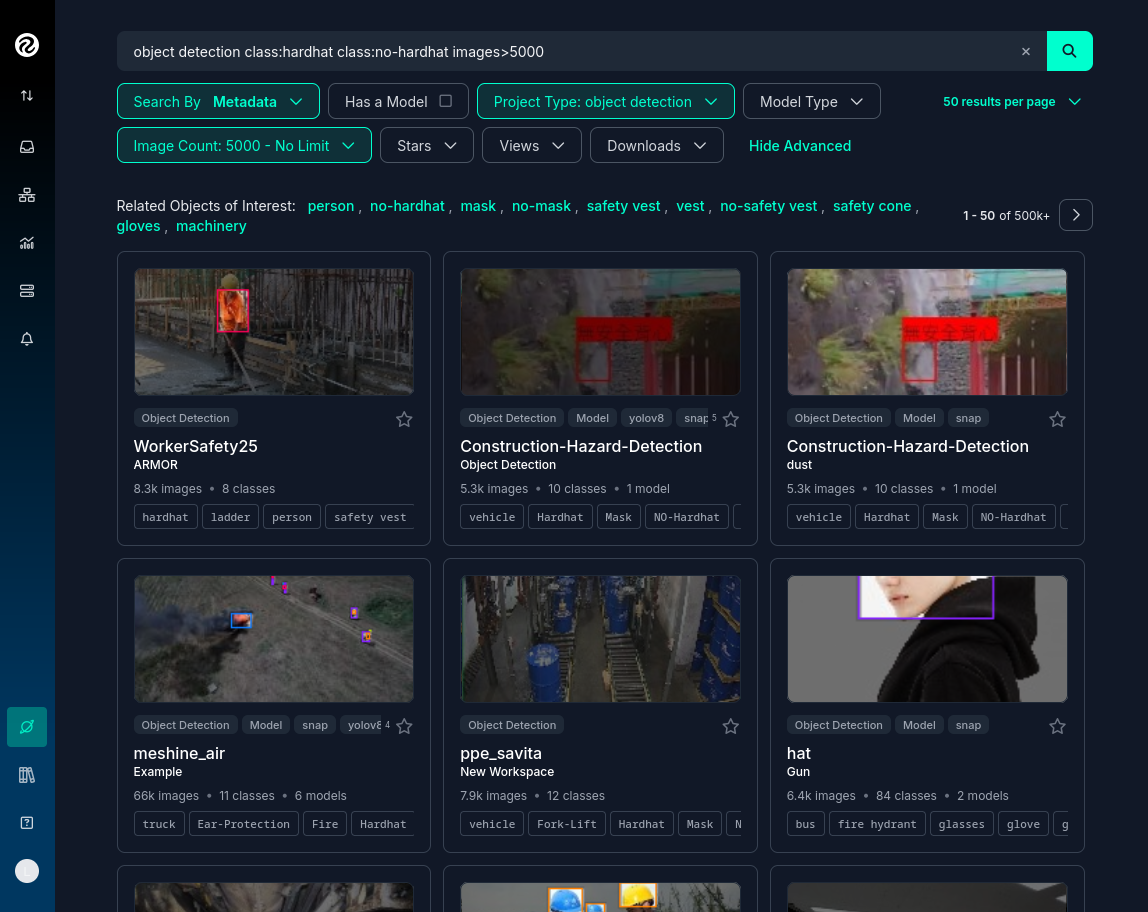 object detection class:hardhat class:no-hardhat images>5000
Search By Metadata
Has a Model
Project Type: object detection
Model Type
50 results per page
Image Count: 5000 - No Limit
Stars
Views
Downloads
Hide Advanced
Related Objects of Interest: person , no-hardhat , mask , no-mask , safety vest , vest , no-safety vest , safety cone ,
gloves , machinery
1 - 50 of 500k+
Object Detection
WorkerSafety25
ARMOR
8.3k images • 8 classes
hardhat ladder person safety vest
Object Detection Model yolov8 snap 5
Construction-Hazard-Detection
Object Detection
5.3k images • 10 classes • 1 model
vehicle Hardhat Mask NO-Hardhat
Object Detection Model snap
Construction-Hazard-Detection
dust
5.3k images • 10 classes • 1 model
vehicle Hardhat Mask NO-Hardhat
Object Detection Model snap yolov8 4
meshine_air
Example
66k images • 11 classes • 6 models
truck Ear-Protection Fire Hardhat
Object Detection
ppe_savita
New Workspace
7.9k images • 12 classes
vehicle Fork-Lift Hardhat Mask N
Object Detection Model snap
hat
Gun
6.4k images • 84 classes • 2 models
bus fire hydrant glasses glove g